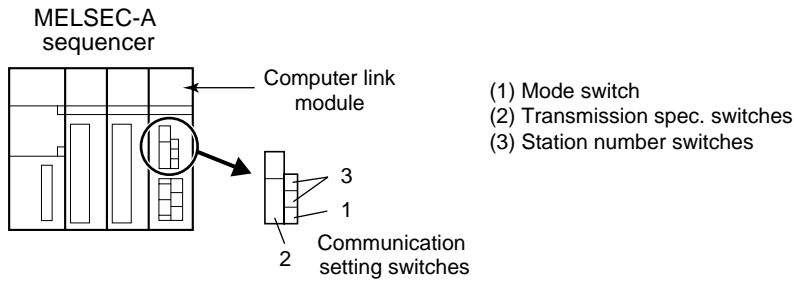 MELSEC-A
sequencer
Computer link
module
(1) Mode switch
(2) Transmission spec. switches
(3) Station number switches
3
1
2
Communication
setting switches